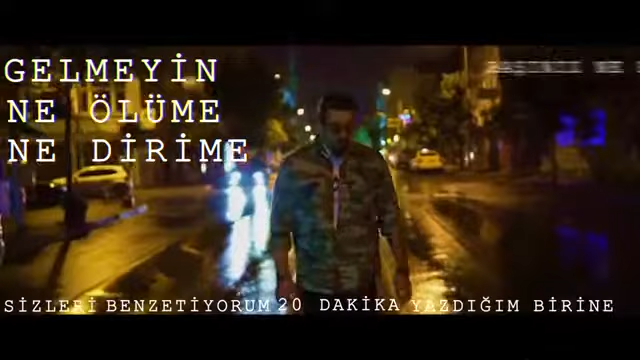 GELMEYİN
NE ÖLÜME
NE DİRİME
SİZLERİ BENZETİYORUM 20 DAKİKA YAZDIĞIM BİRİNE